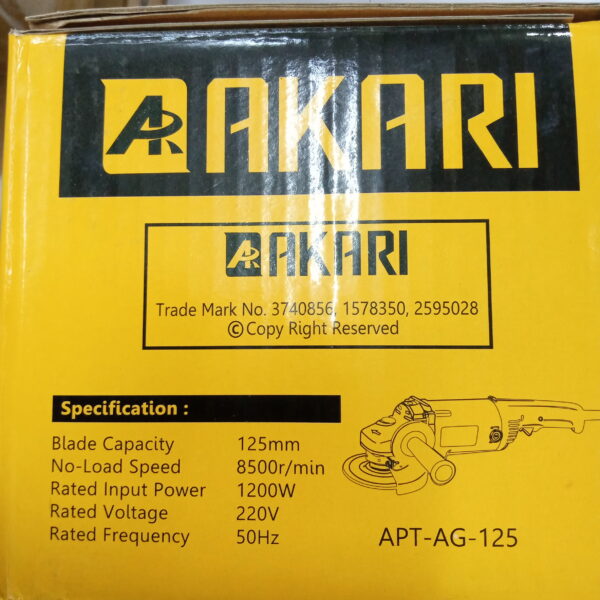 AKARI
AKARI
Trade Mark No. 3740856, 1578350, 2595028
© Copy Right Reserved
Specification :
Blade Capacity 125mm
No-Load Speed 8500r/min
Rated Input Power 1200W
Rated Voltage 220V
Rated Frequency 50Hz
APT-AG-125